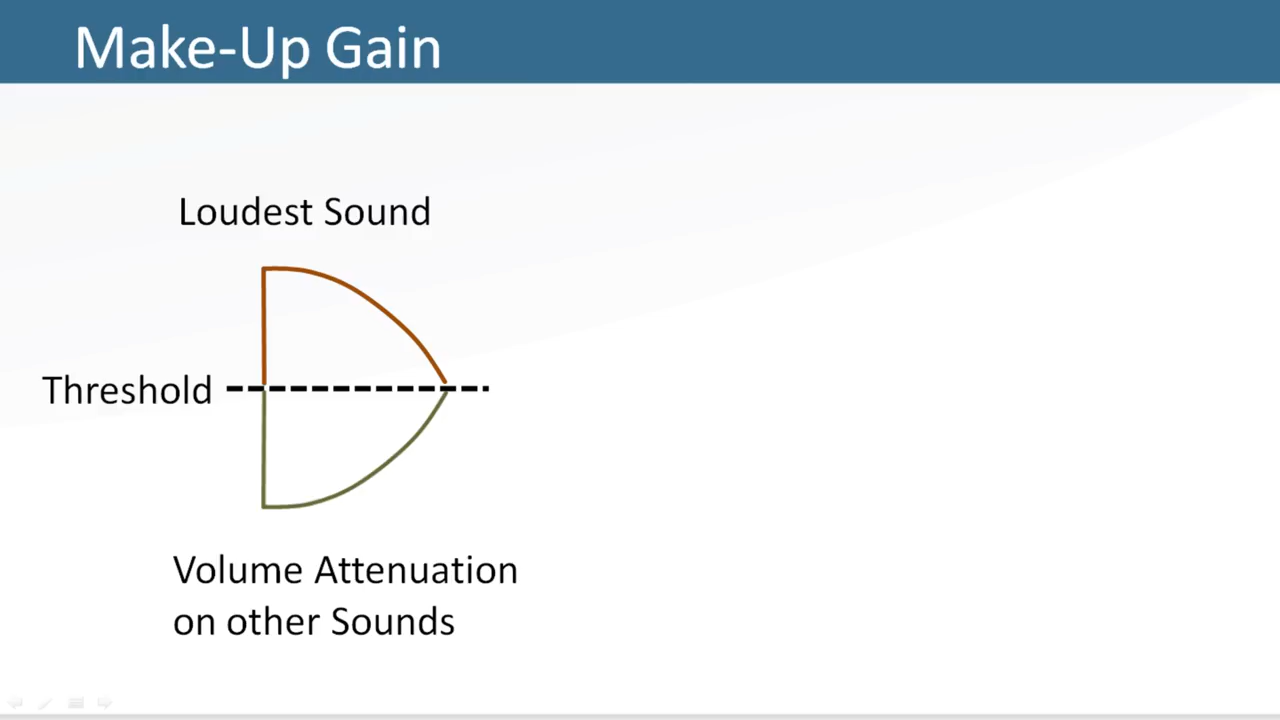 Make-Up Gain
Loudest Sound
Threshold
Volume Attenuation
on other Sounds